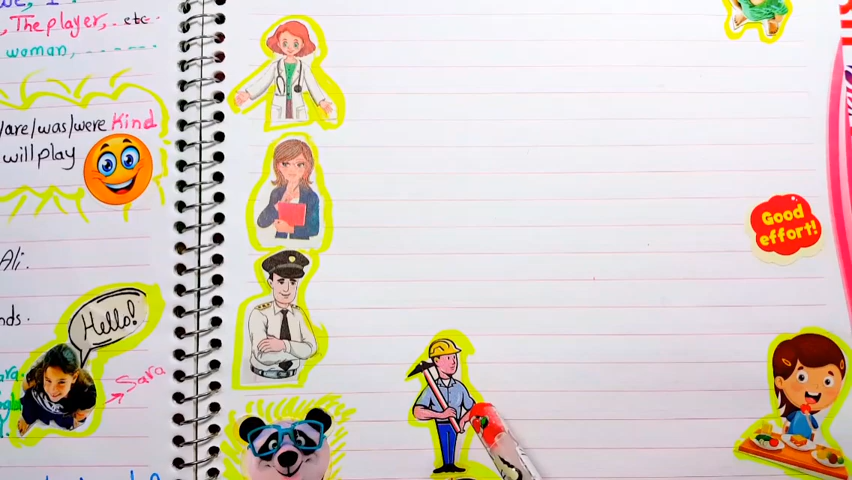 , The player, . etc
woman, ------
/are/was/were Kind
will play
Good
effort!
Ali.
nds.
Hello!
Sara